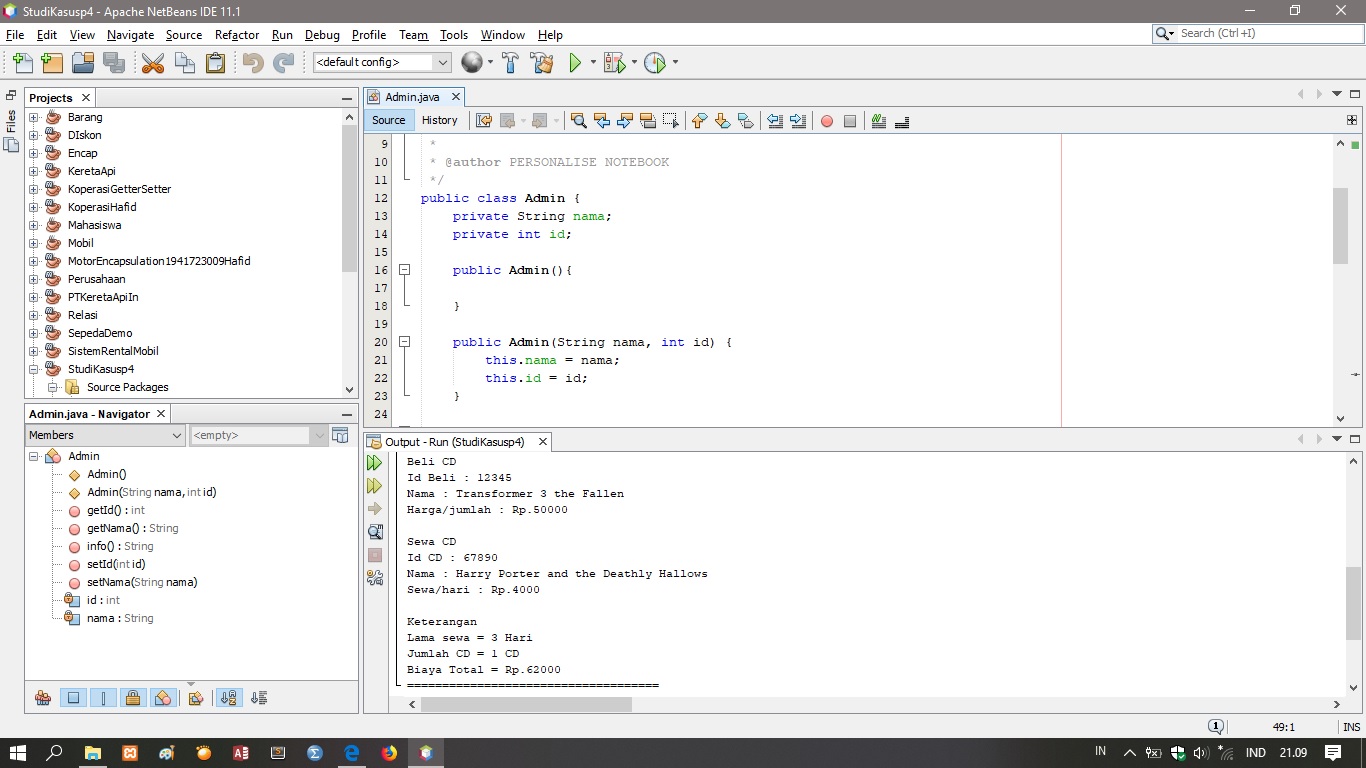 StudiKasusp4 - Apache NetBeans IDE 11.1
File Edit View Navigate Source Refactor Run Debug Profile Team Tools Window Help
Search (Ctrl+I)
<default config>
Files
Projects
Barang
DIskon
Encap
KeretaApi
KoperasiGetterSetter
KoperasiHafid
Mahasiswa
Mobil
MotorEncapsulation1941723009Hafid
Perusahaan
PTKeretaApiIn
Relasi
SepedaDemo
SistemRentalMobil
StudiKasusp4
Source Packages
Admin.java - Navigator
Members <empty>
Admin
Admin()
Admin(String nama, int id)
getId() : int
getNama() : String
info() : String
setId(int id)
setNama(String nama)
id : int
nama : String
Admin.java
Source History
9 *
10 * @author PERSONALISE NOTEBOOK
11 */
12 public class Admin {
13 private String nama;
14 private int id;
15
16 public Admin(){
17
18 }
19
20 public Admin(String nama, int id) {
21 this.nama = nama;
22 this.id = id;
23 }
24
Output - Run (StudiKasusp4)
Beli CD
Id Beli : 12345
Nama : Transformer 3 the Fallen
Harga/jumlah : Rp.50000
Sewa CD
Id CD : 67890
Nama : Harry Porter and the Deathly Hallows
Sewa/hari : Rp.4000
Keterangan
Lama sewa = 3 Hari
Jumlah CD = 1 CD
Biaya Total = Rp.62000
====================================
1 49:1 INS
IN IND 21.09